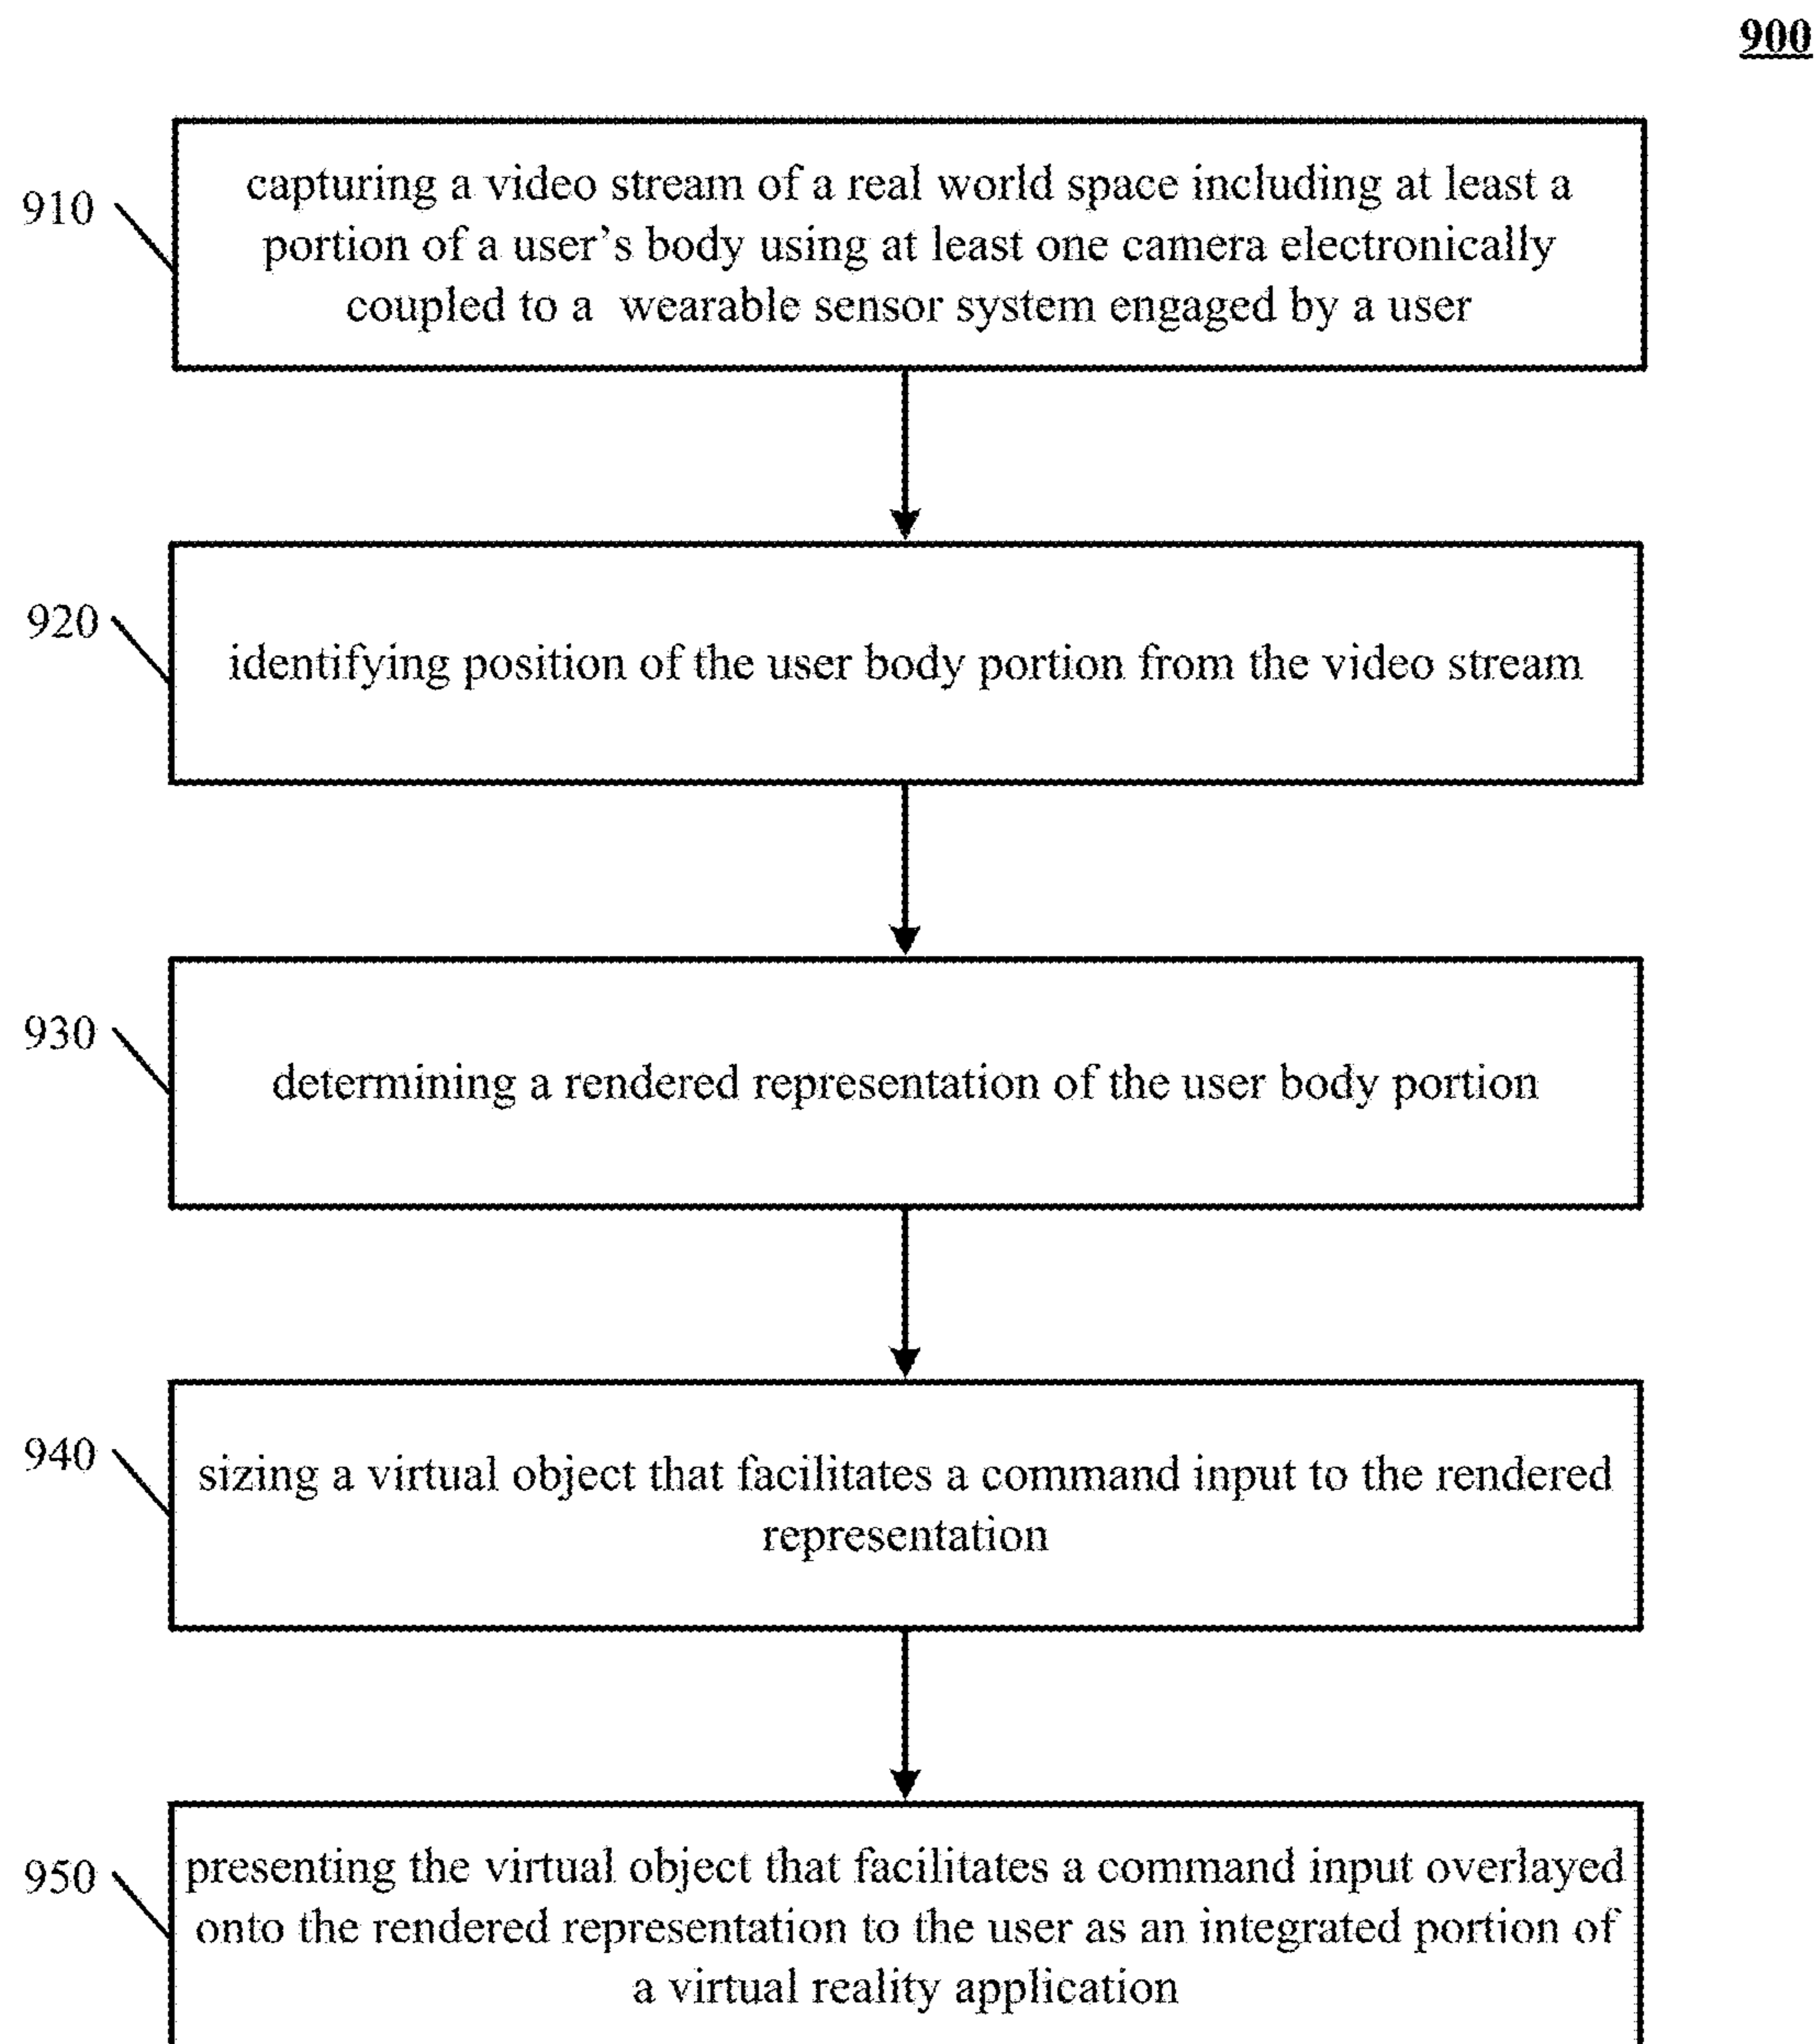 900
910
capturing a video stream of a real world space including at least a
portion of a user’s body using at least one camera electronically
coupled to a wearable sensor system engaged by a user
920
identifying position of the user body portion from the video stream
930
determining a rendered representation of the user body portion
940
sizing a virtual object that facilitates a command input to the rendered
representation
950
presenting the virtual object that facilitates a command input overlayed
onto the rendered representation to the user as an integrated portion of
a virtual reality application